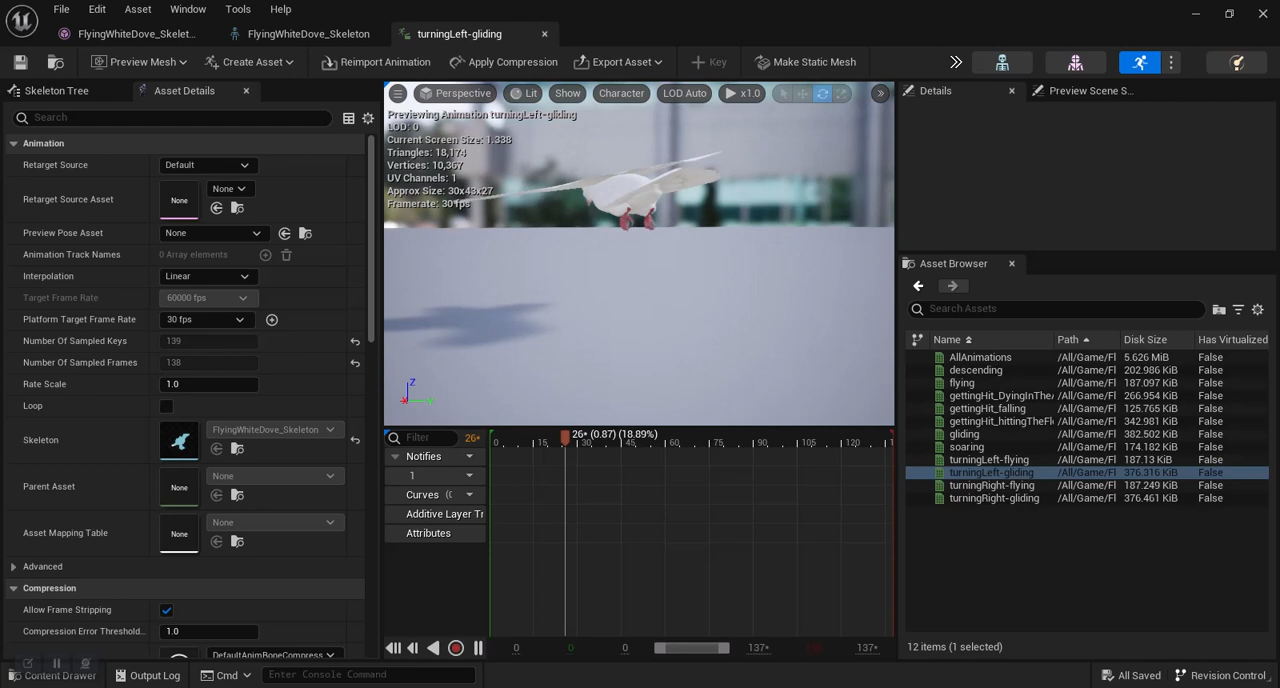 File Edit Asset Window Tools Help
FlyingWhiteDove_Skelet... FlyingWhiteDove_Skeleton turningLeft-gliding
Preview Mesh Create Asset Reimport Animation Apply Compression Export Asset Key Make Static Mesh
Skeleton Tree Asset Details
Search
Animation
Retarget Source Default
Retarget Source Asset None None
Preview Pose Asset None
Animation Track Names 0 Array elements
Interpolation Linear
Target Frame Rate 60000 fps
Platform Target Frame Rate 30 fps
Number Of Sampled Keys 139
Number Of Sampled Frames 138
Rate Scale 1.0
Loop
Skeleton FlyingWhiteDove_Skeleton
Parent Asset None None
Asset Mapping Table None None
Advanced
Compression
Allow Frame Stripping
Compression Error Threshold... 1.0
DefaultAnimBoneCompress
Perspective Lit Show Character LOD Auto x1.0
Previewing Animation turningLeft-gliding
LOD: 0
Current Screen Size: 1.338
Triangles: 18,174
Vertices: 10,367
UV Channels: 1
Approx Size: 30x43x27
Framerate: 30 fps
Z
Filter 26* 26* (0.87) (18.89%)
0 15 30 45 60 75 90 105 120 1
Notifies
1
Curves (
Additive Layer Tr
Attributes
0 0 0 137* 137*
Details Preview Scene S...
Asset Browser
Search Assets
Name Path Disk Size Has Virtualized
AllAnimations /All/Game/Fl 5.626 MiB False
descending /All/Game/Fl 202.986 KiB False
flying /All/Game/Fl 187.097 KiB False
gettingHit_DyingInTheA /All/Game/Fl 266.954 KiB False
gettingHit_falling /All/Game/Fl 125.765 KiB False
gettingHit_hittingTheFl /All/Game/Fl 342.981 KiB False
gliding /All/Game/Fl 382.502 KiB False
soaring /All/Game/Fl 174.182 KiB False
turningLeft-flying /All/Game/Fl 187.13 KiB False
turningLeft-gliding /All/Game/Fl 376.316 KiB False
turningRight-flying /All/Game/Fl 187.249 KiB False
turningRight-gliding /All/Game/Fl 376.461 KiB False
12 items (1 selected)
Content Drawer Output Log Cmd Enter Console Command All Saved Revision Control